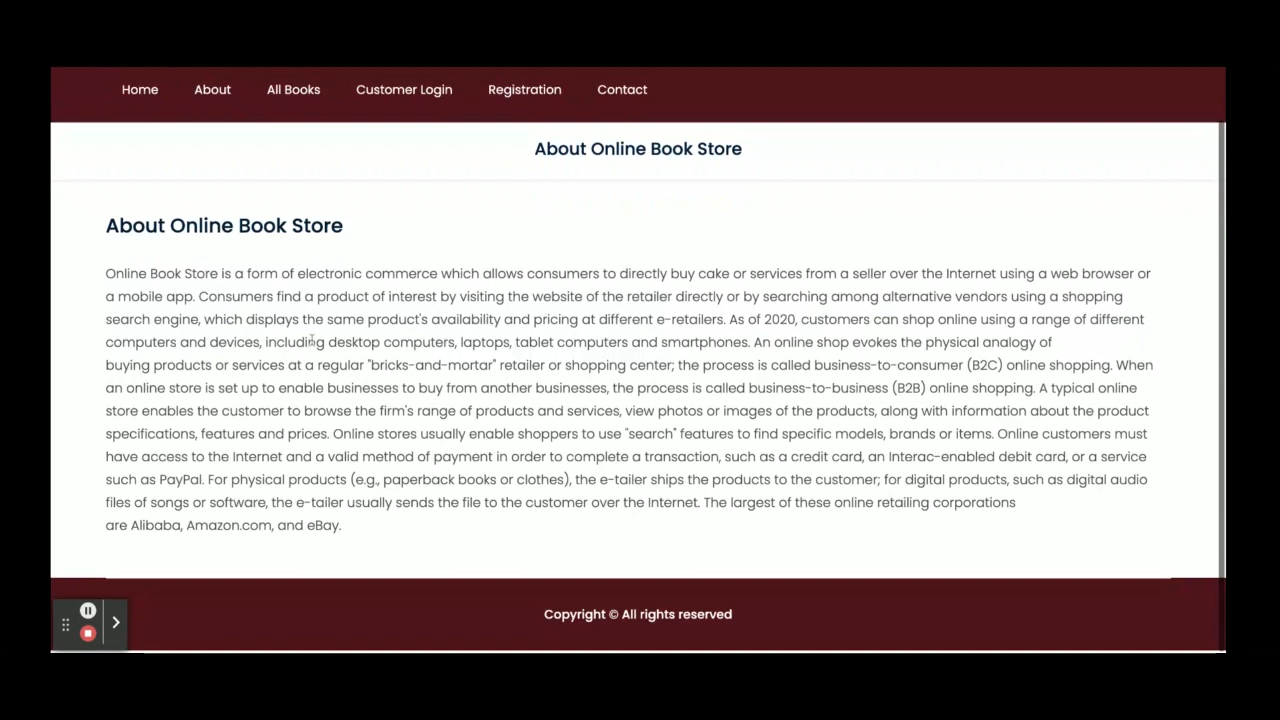 Home About All Books Customer Login Registration Contact
About Online Book Store
About Online Book Store
Online Book Store is a form of electronic commerce which allows consumers to directly buy cake or services from a seller over the Internet using a web browser or
a mobile app. Consumers find a product of interest by visiting the website of the retailer directly or by searching among alternative vendors using a shopping
search engine, which displays the same product's availability and pricing at different e-retailers. As of 2020, customers can shop online using a range of different
computers and devices, including desktop computers, laptops, tablet computers and smartphones. An online shop evokes the physical analogy of
buying products or services at a regular "bricks-and-mortar" retailer or shopping center; the process is called business-to-consumer (B2C) online shopping. When
an online store is set up to enable businesses to buy from another businesses, the process is called business-to-business (B2B) online shopping. A typical online
store enables the customer to browse the firm's range of products and services, view photos or images of the products, along with information about the product
specifications, features and prices. Online stores usually enable shoppers to use "search" features to find specific models, brands or items. Online customers must
have access to the Internet and a valid method of payment in order to complete a transaction, such as a credit card, an Interac-enabled debit card, or a service
such as PayPal. For physical products (e.g., paperback books or clothes), the e-tailer ships the products to the customer; for digital products, such as digital audio
files of songs or software, the e-tailer usually sends the file to the customer over the Internet. The largest of these online retailing corporations
are Alibaba, Amazon.com, and eBay.
Copyright © All rights reserved